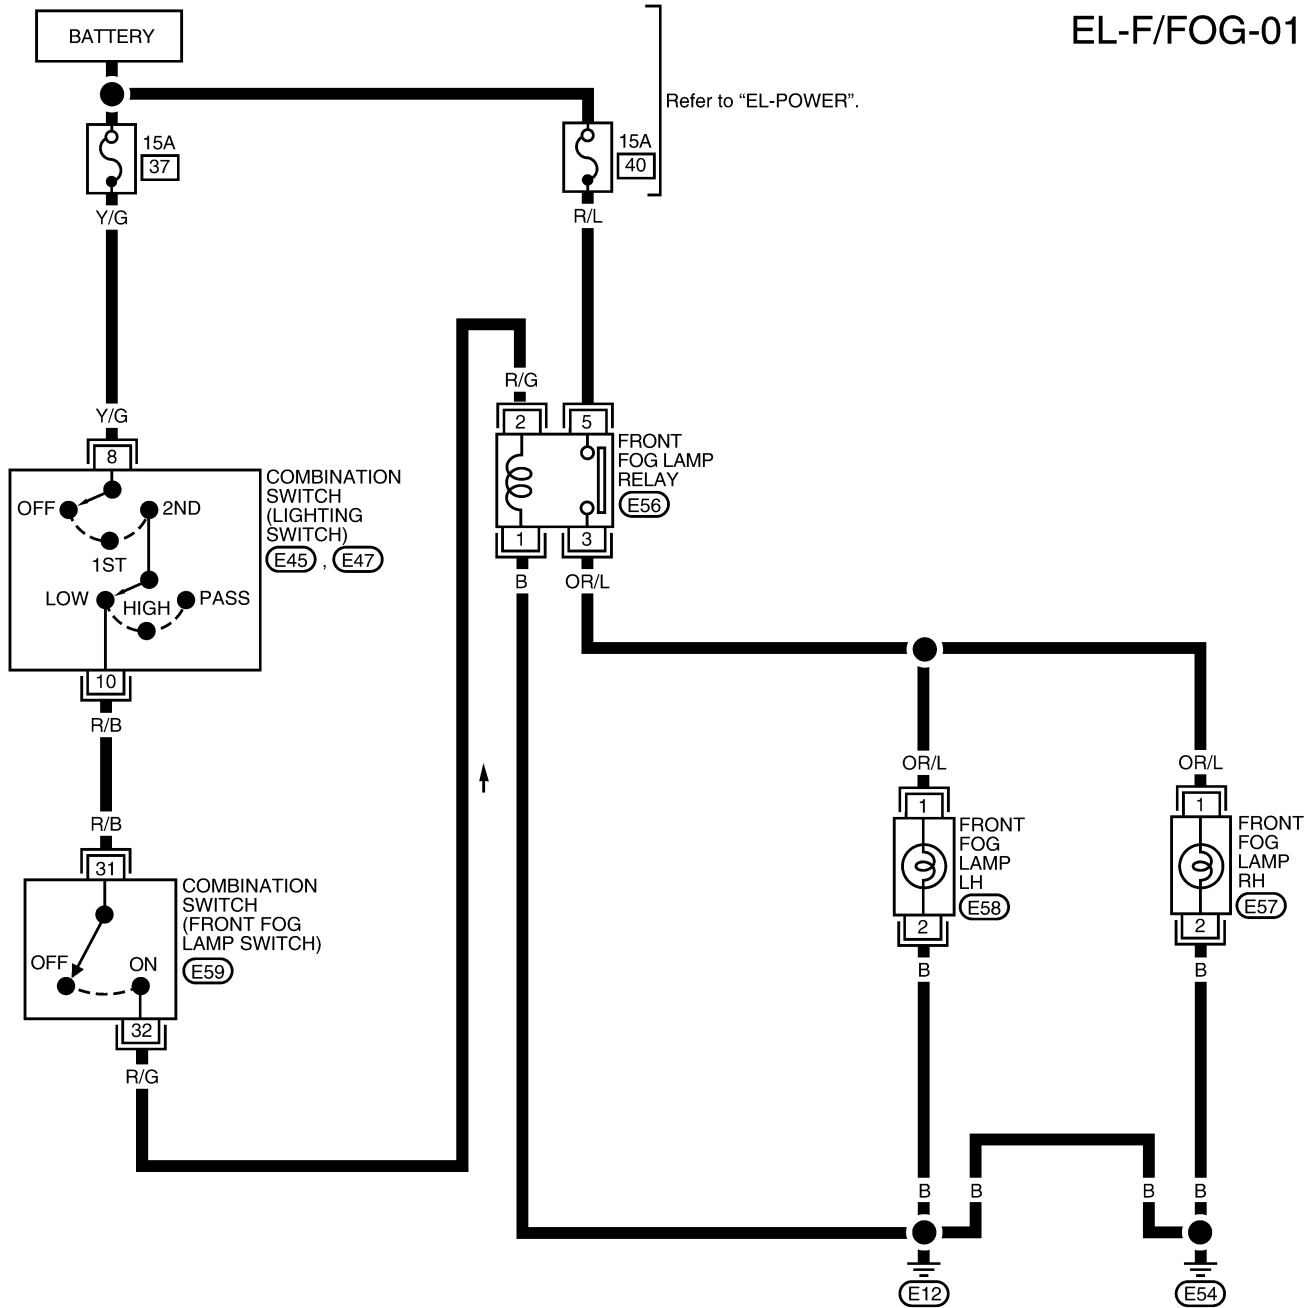 EL-F/FOG-01
BATTERY
Refer to “EL-POWER”.
15A
37
15A
40
Y/G
R/L
R/G
Y/G
2
5
8
FRONT
FOG LAMP
RELAY
E56
COMBINATION
SWITCH
(LIGHTING
SWITCH)
E45 , E47
OFF
2ND
1ST
LOW
HIGH
PASS
1
3
B
OR/L
10
R/B
R/B
31
COMBINATION
SWITCH
(FRONT FOG
LAMP SWITCH)
E59
OFF
ON
32
R/G
OR/L
1
FRONT
FOG
LAMP
LH
E58
2
B
OR/L
1
FRONT
FOG
LAMP
RH
E57
2
B
B
B
B
B
E12
E54